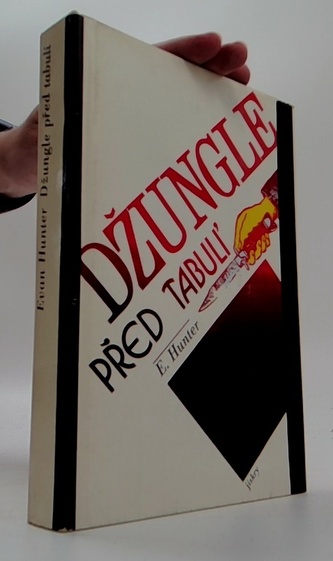 Evan Hunter Džungle před tabulí
DŽUNGLE
PŘED TABULÍ
E. Hunter